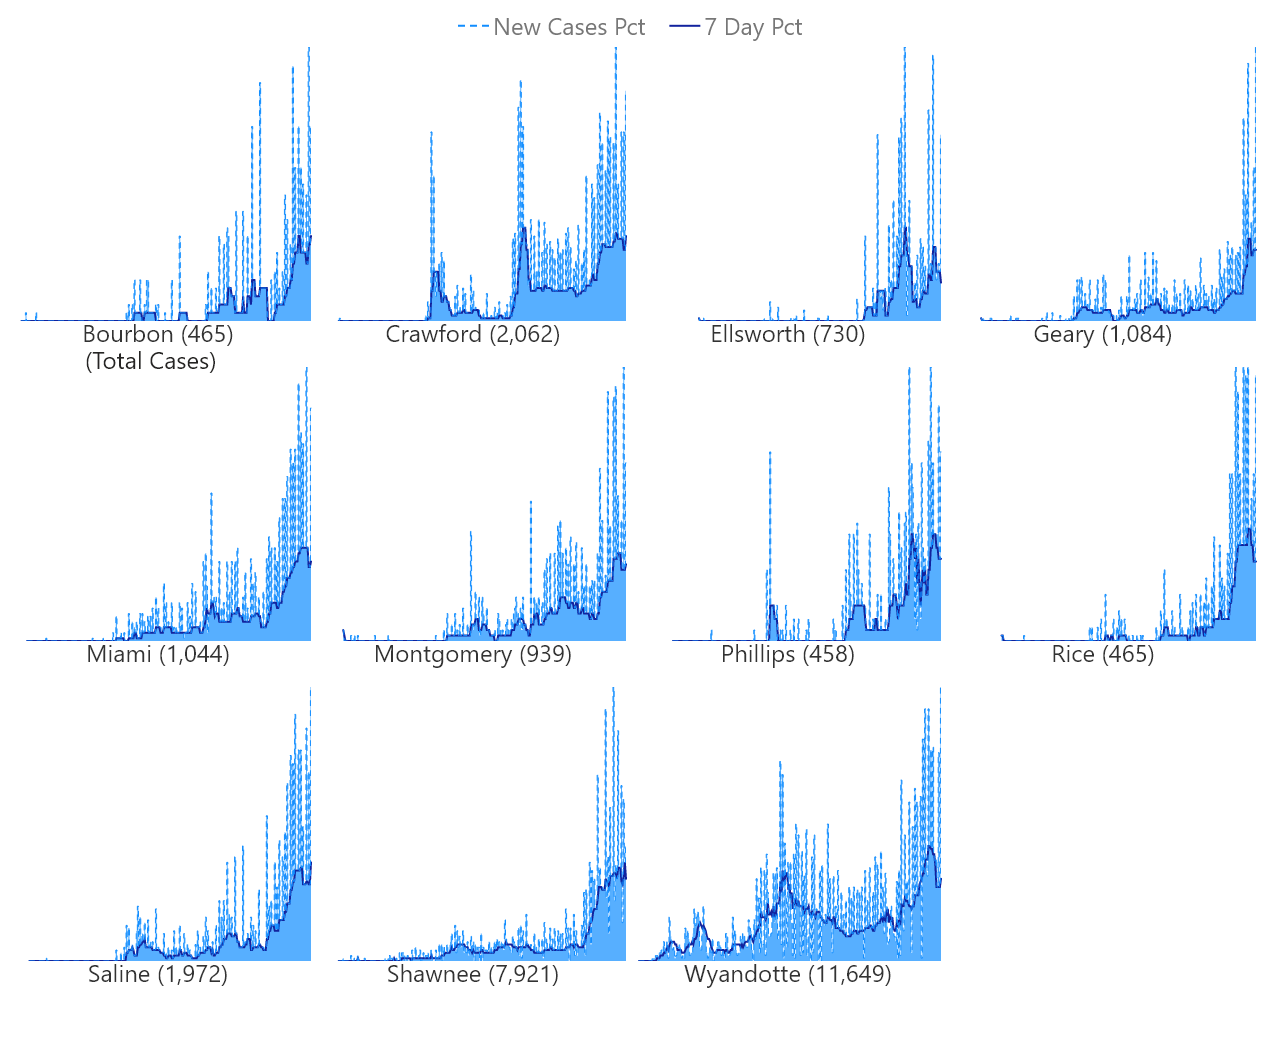 New Cases Pct 7 Day Pct
Bourbon (465) Crawford (2,062) Ellsworth (730) Geary (1,084)
(Total Cases)
Miami (1,044) Montgomery (939) Phillips (458) Rice (465)
Saline (1,972) Shawnee (7,921) Wyandotte (11,649)